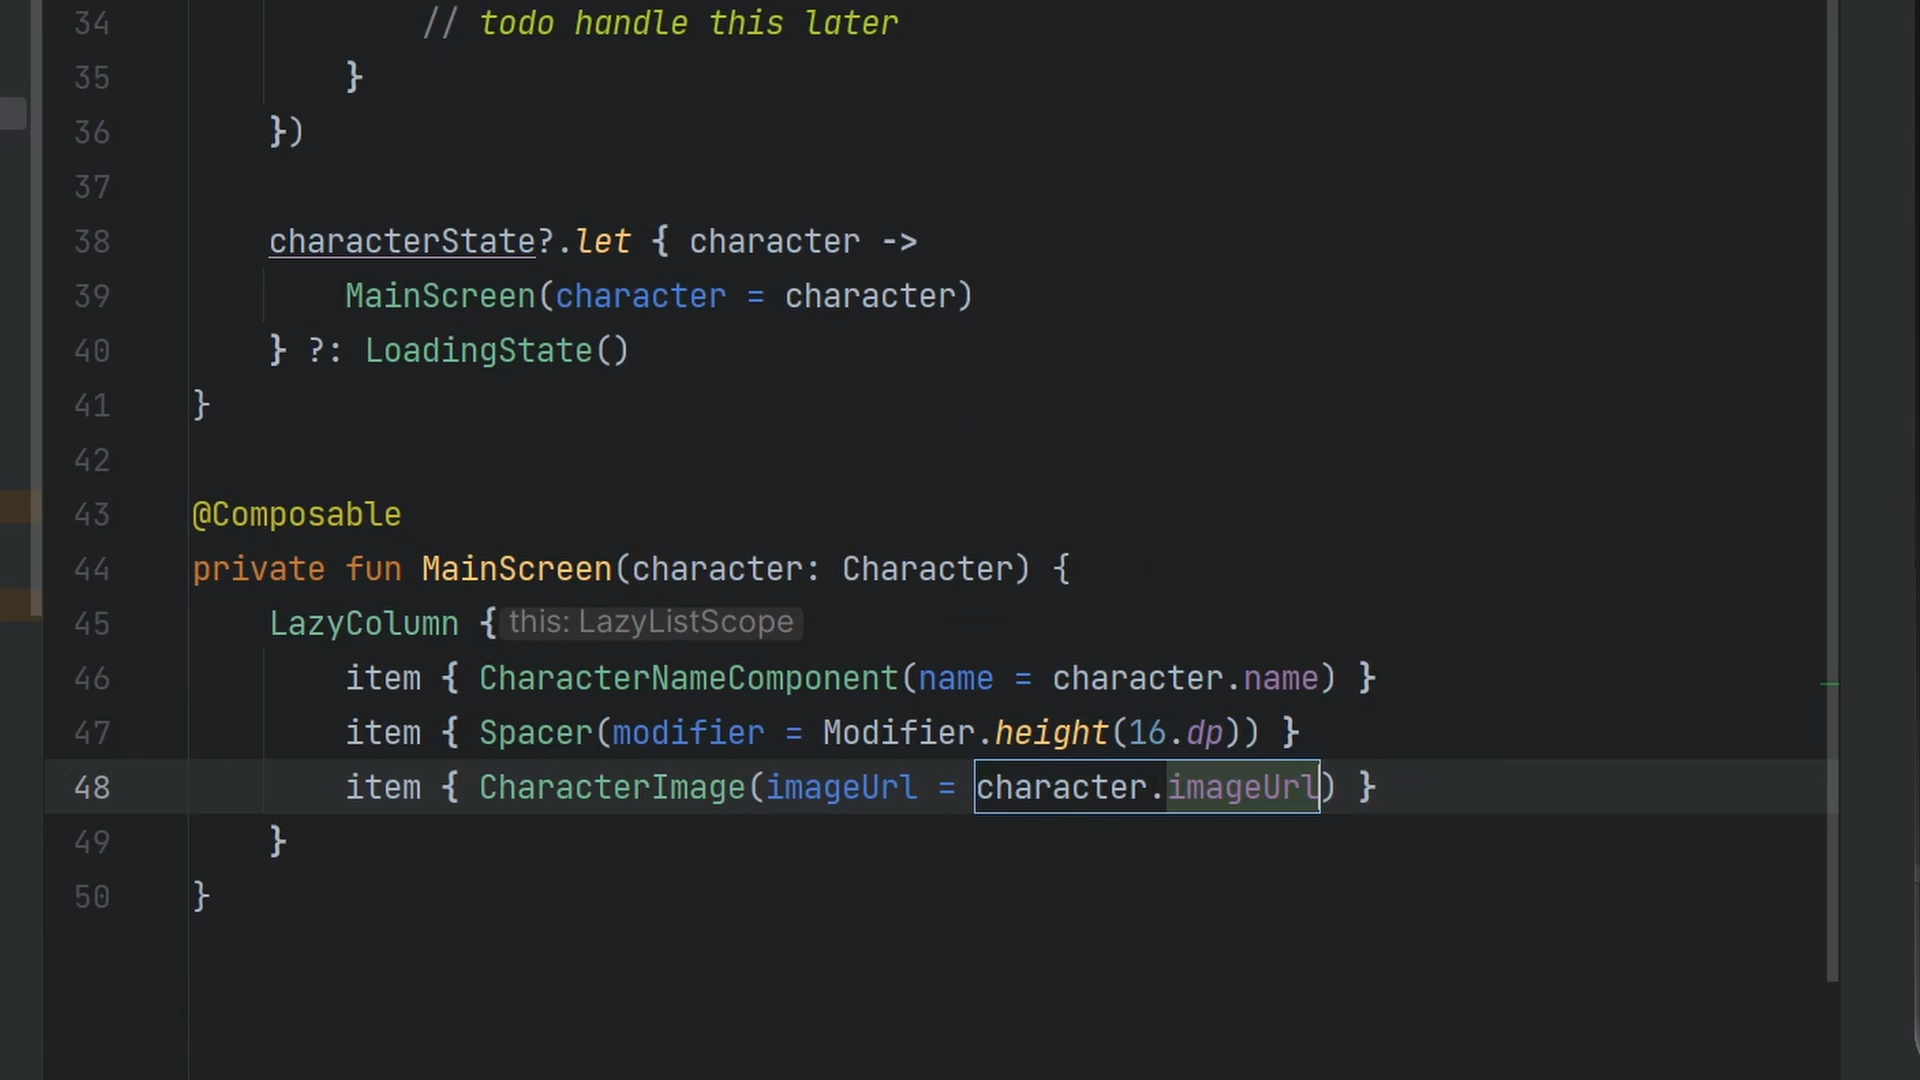 34 // todo handle this later
35 }
36 })
37
38 characterState?.let { character ->
39 MainScreen(character = character)
40 } ?: LoadingState()
41 }
42
43 @Composable
44 private fun MainScreen(character: Character) {
45 LazyColumn { this: LazyListScope
46 item { CharacterNameComponent(name = character.name) }
47 item { Spacer(modifier = Modifier.height(16.dp)) }
48 item { CharacterImage(imageUrl = character.imageUrl) }
49 }
50 }